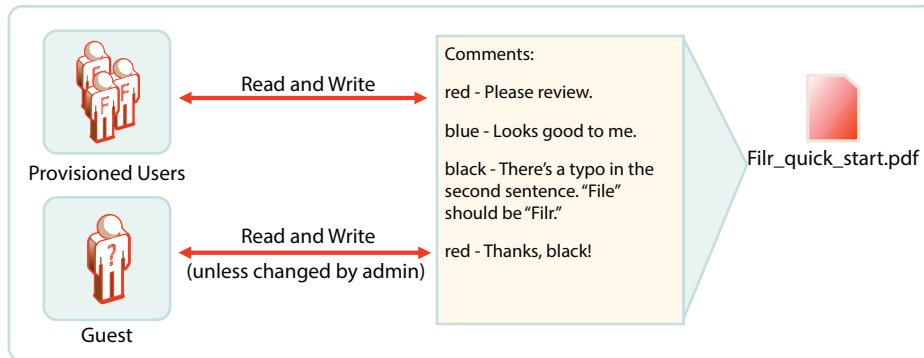 Comments:
red - Please review.
blue - Looks good to me.
black - There's a typo in the
second sentence. “File”
should be “Filr.”
red - Thanks, black!
Read and Write
Provisioned Users
F
F
F
Read and Write
(unless changed by admin)
?
Guest
Filr_quick_start.pdf